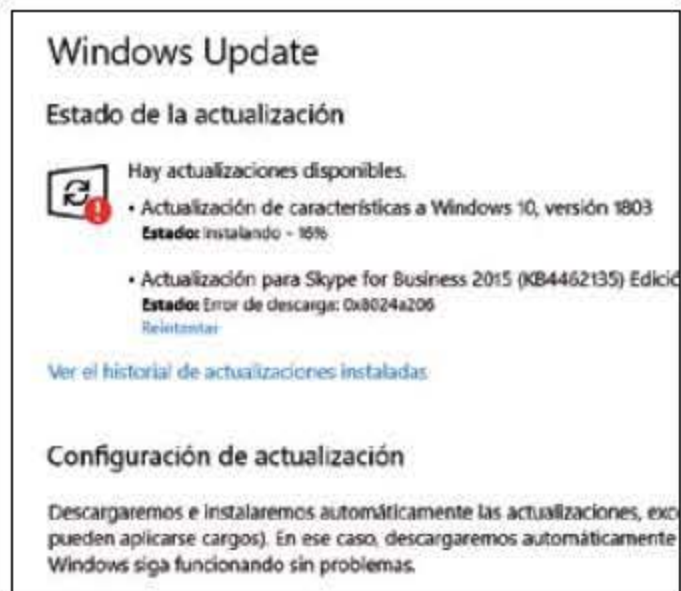 Windows Update
Estado de la actualización
Hay actualizaciones disponibles.
• Actualización de características a Windows 10, versión 1803
Estado: Instalando - 16%
• Actualización para Skype for Business 2015 (KB4462135) Edició
Estado: Error de descarga: 0x8024a206
Reintentar
Ver el historial de actualizaciones instaladas
Configuración de actualización
Descargaremos e instalaremos automáticamente las actualizaciones, exc
pueden aplicarse cargos). En ese caso, descargaremos automáticamente
Windows siga funcionando sin problemas.